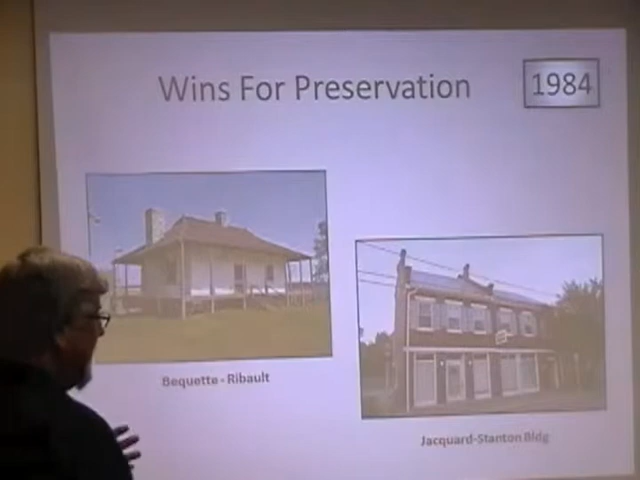 Wins For Preservation
1984
Bequette - Ribault
Jacquard-Stanton Bldg